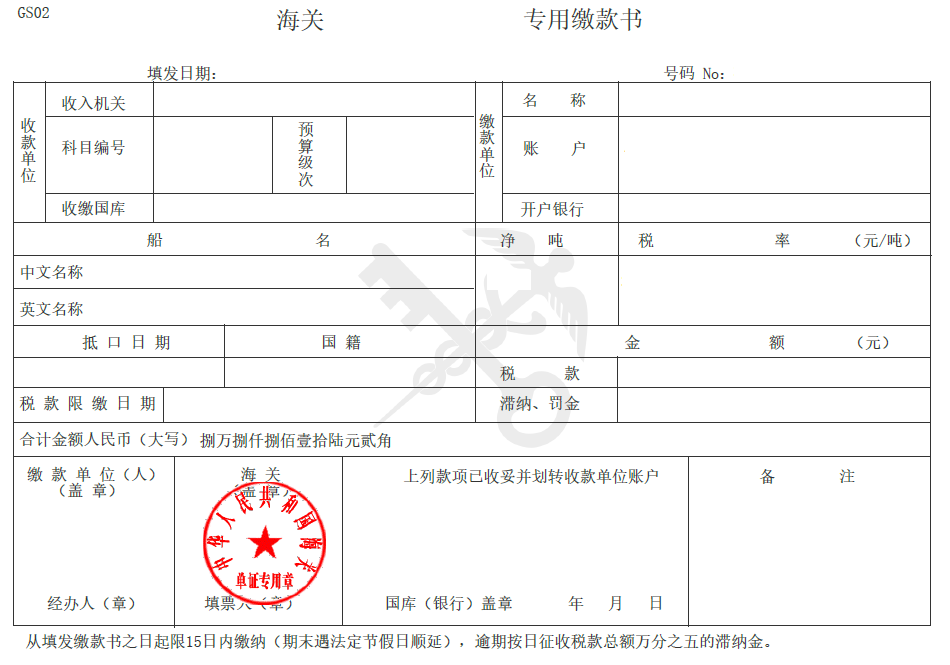 GS02
海关 专用缴款书
填发日期： 号码 No：
收款单位 收入机关 缴款单位 名 称
科目编号 预算级次 账 户
收缴国库 开户银行
船 名 净 吨 税 率 （元/吨）
中文名称
英文名称
抵 口 日 期 国 籍 金 额 （元）
税 款
税 款 限 缴 日 期 滞纳、罚金
合计金额人民币（大写） 捌万捌仟捌佰壹拾陆元贰角
缴 款 单 位（人） 海 关 上列款项已收妥并划转收款单位账户 备 注
（盖 章） （盖 章）
中华人民共和国海关
单证专用章
经办人（章） 填票人（章） 国库（银行）盖章 年 月 日
从填发缴款书之日起限15日内缴纳（期末遇法定节假日顺延），逾期按日征收税款总额万分之五的滞纳金。